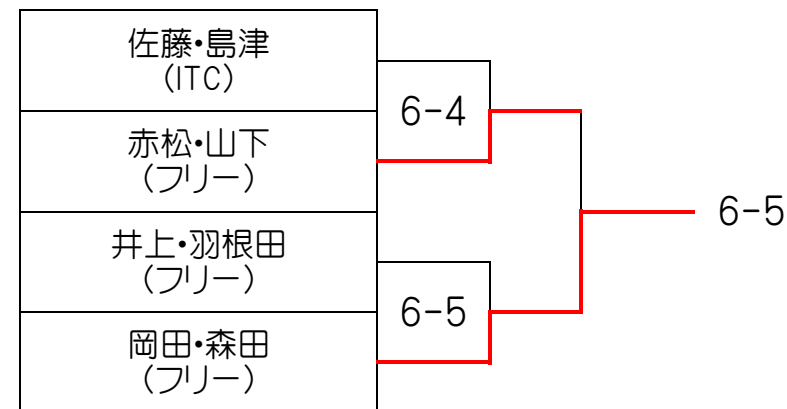 佐藤・島津
(ITC)
6-4
赤松・山下
(フリー)
6-5
井上・羽根田
(フリー)
6-5
岡田・森田
(フリー)